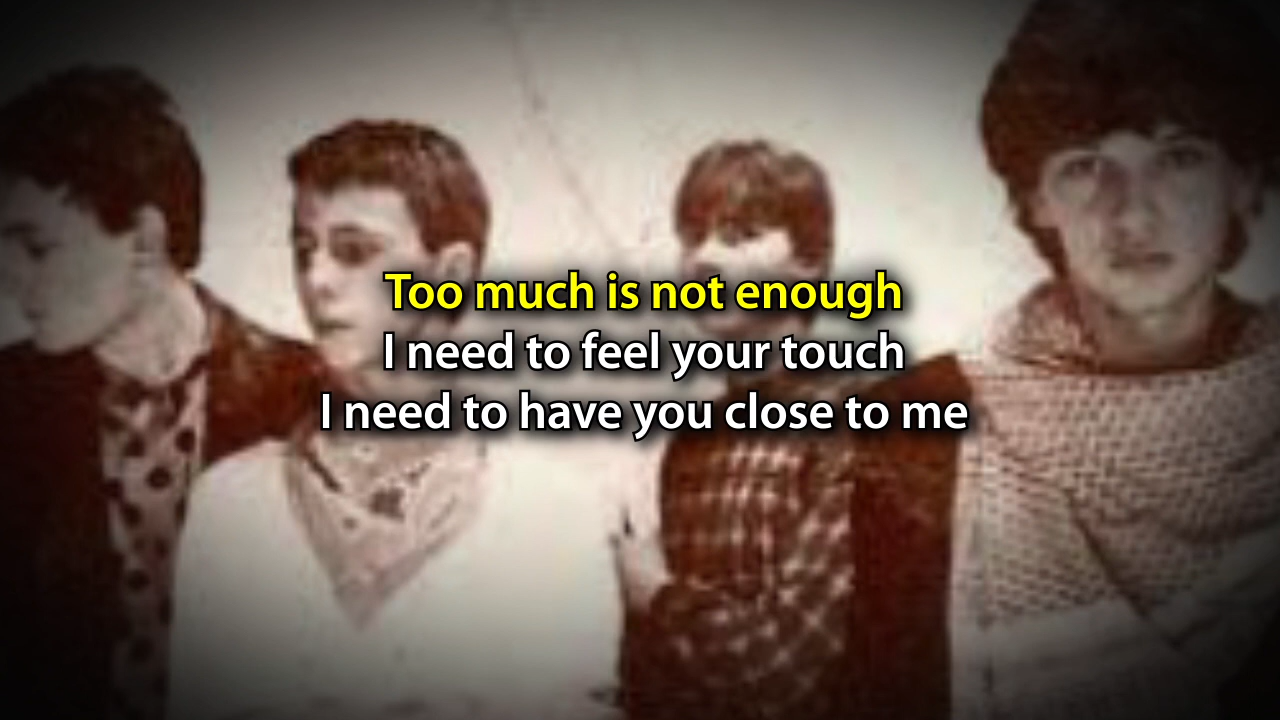 Too much is not enough
I need to feel your touch
I need to have you close to me